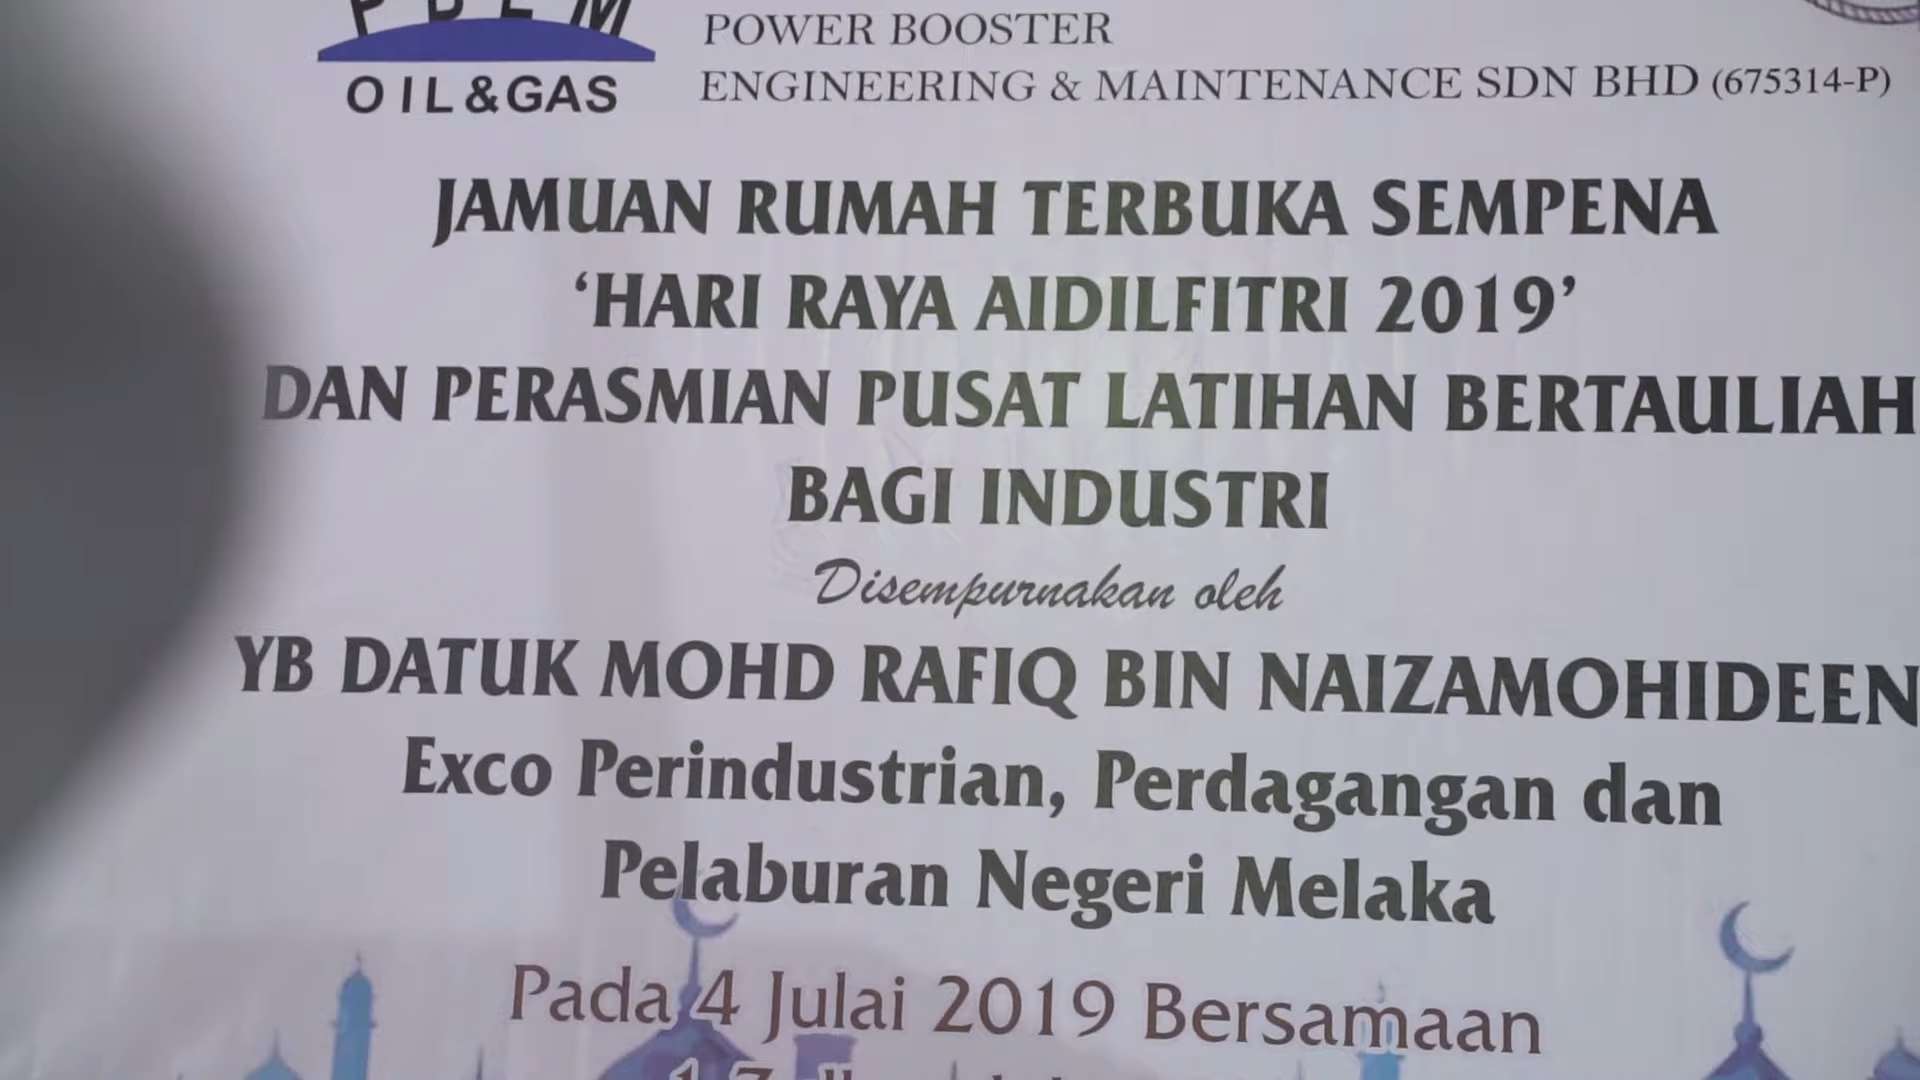 PBEM
OIL&GAS
POWER BOOSTER
ENGINEERING & MAINTENANCE SDN BHD (675314-P)
JAMUAN RUMAH TERBUKA SEMPENA
‘HARI RAYA AIDILFITRI 2019’
DAN PERASMIAN PUSAT LATIHAN BERTAULIAH
BAGI INDUSTRI
Disempurnakan oleh
YB DATUK MOHD RAFIQ BIN NAIZAMOHIDEEN
Exco Perindustrian, Perdagangan dan
Pelaburan Negeri Melaka
Pada 4 Julai 2019 Bersamaan